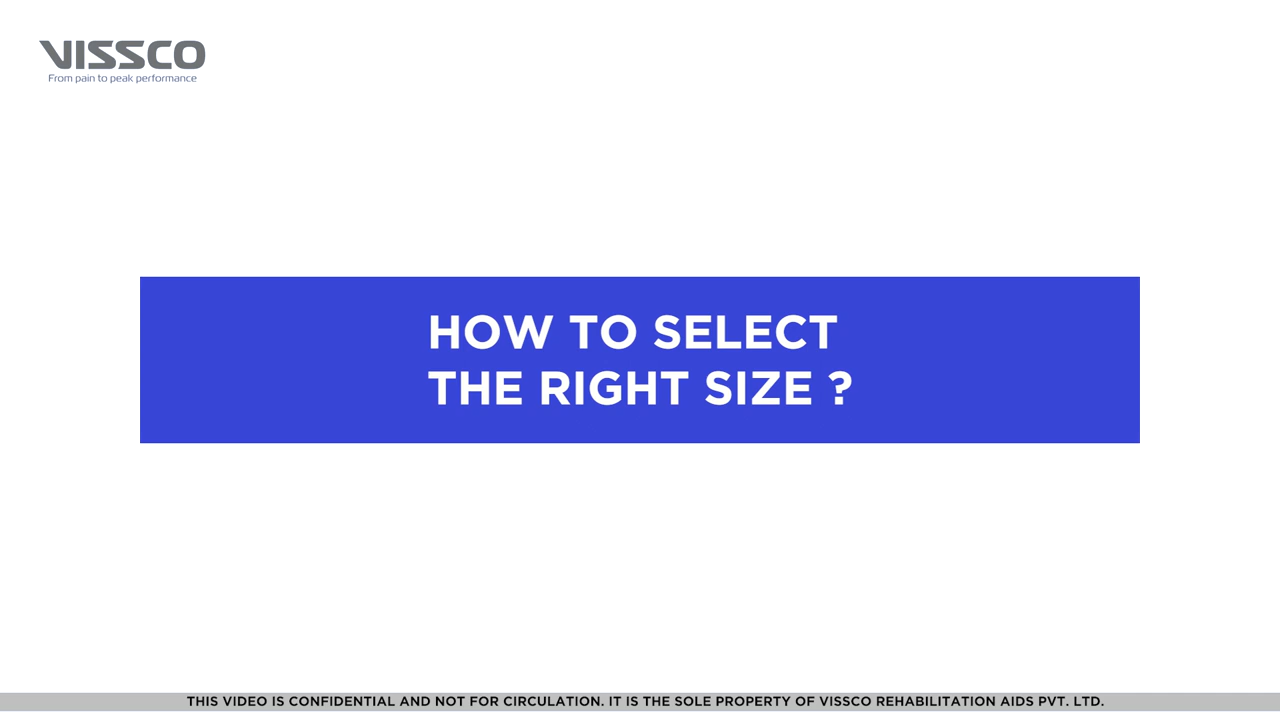 VISSCO
From pain to peak performance
HOW TO SELECT
THE RIGHT SIZE ?
THIS VIDEO IS CONFIDENTIAL AND NOT FOR CIRCULATION. IT IS THE SOLE PROPERTY OF VISSCO REHABILITATION AIDS PVT. LTD.